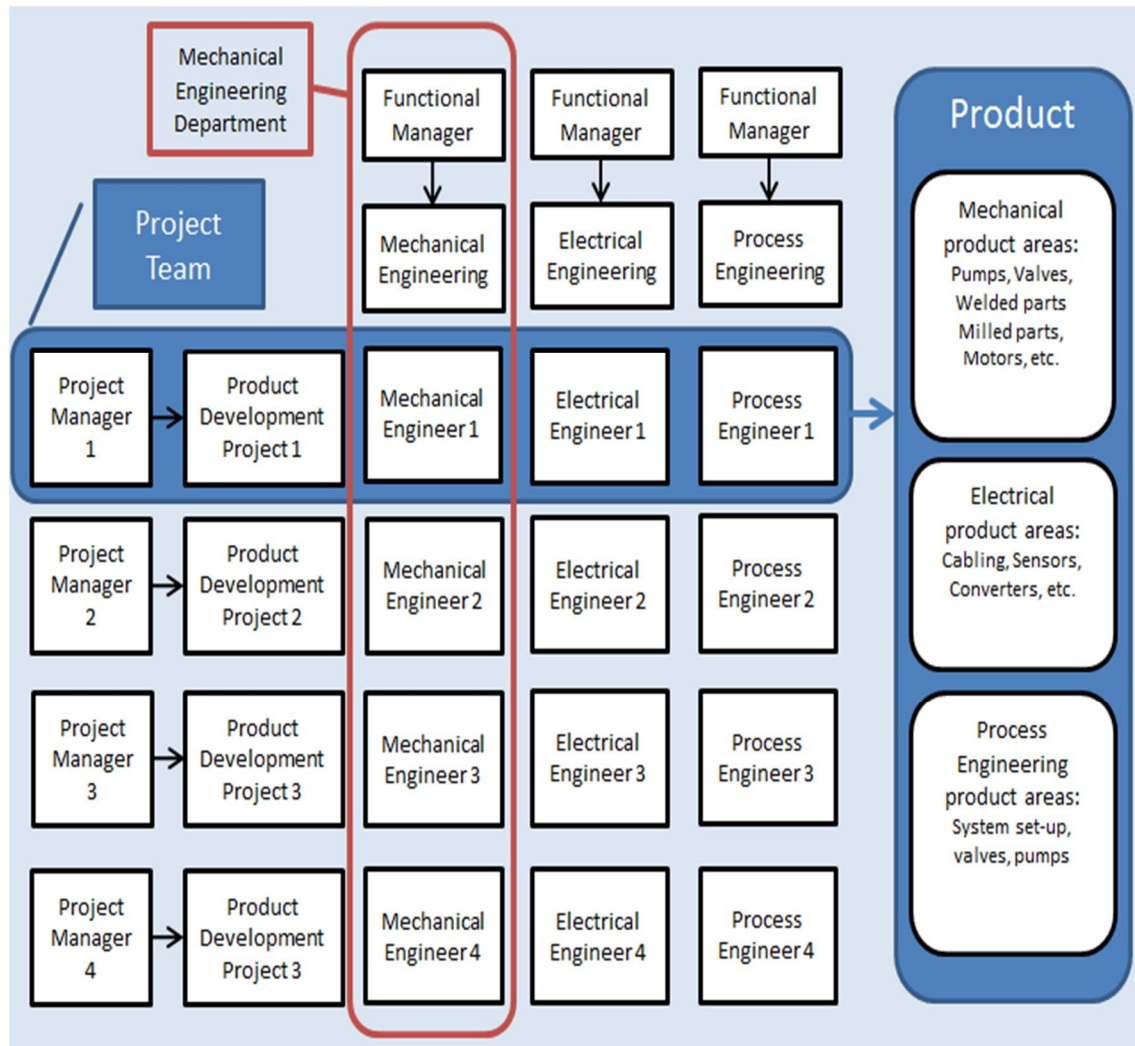 Mechanical
Engineering
Department
Functional
Manager
Functional
Manager
Functional
Manager
Product
Project
Team
Mechanical
Engineering
Electrical
Engineering
Process
Engineering
Mechanical
product areas:
Pumps, Valves,
Welded parts
Milled parts,
Motors, etc.
Project
Manager
1
Product
Development
Project 1
Mechanical
Engineer 1
Electrical
Engineer 1
Process
Engineer 1
Electrical
product areas:
Cabling, Sensors,
Converters, etc.
Project
Manager
2
Product
Development
Project 2
Mechanical
Engineer 2
Electrical
Engineer 2
Process
Engineer 2
Project
Manager
3
Product
Development
Project 3
Mechanical
Engineer 3
Electrical
Engineer 3
Process
Engineer 3
Process
Engineering
product areas:
System set-up,
valves, pumps
Project
Manager
4
Product
Development
Project 3
Mechanical
Engineer 4
Electrical
Engineer 4
Process
Engineer 4